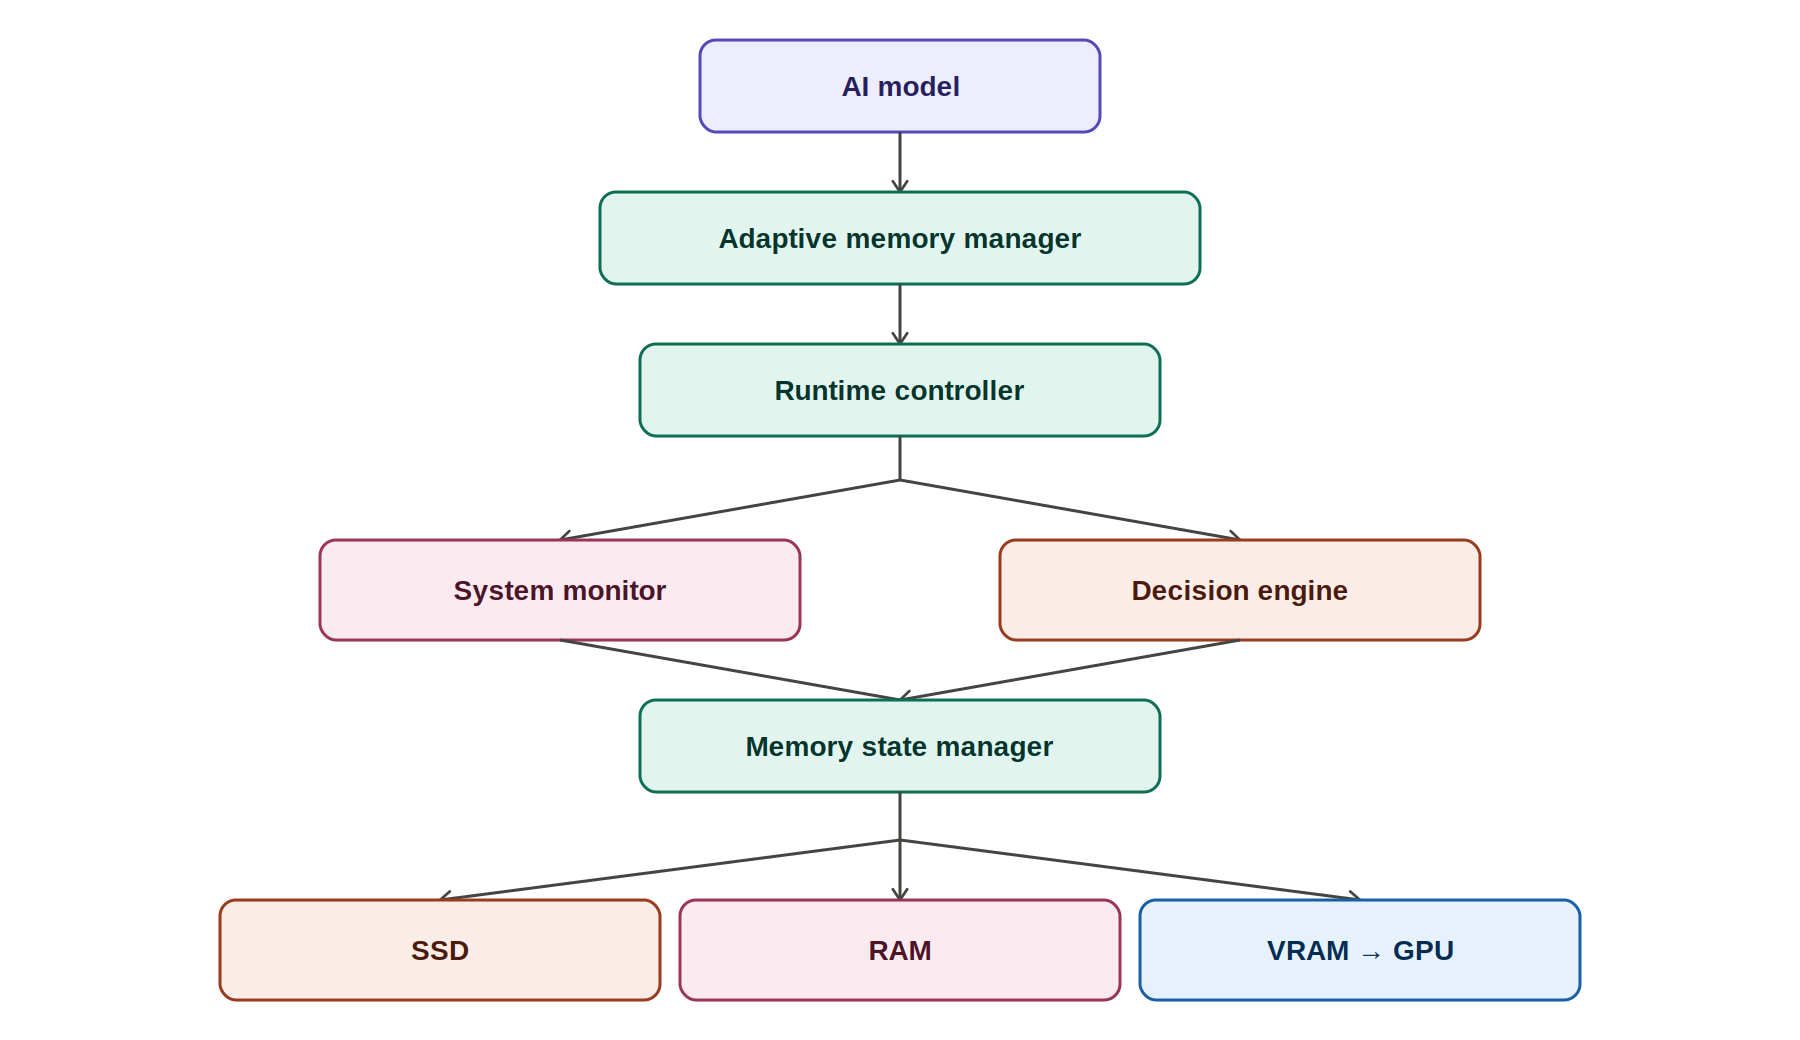 AI model
Adaptive memory manager
Runtime controller
System monitor
Decision engine
Memory state manager
SSD
RAM
VRAM → GPU